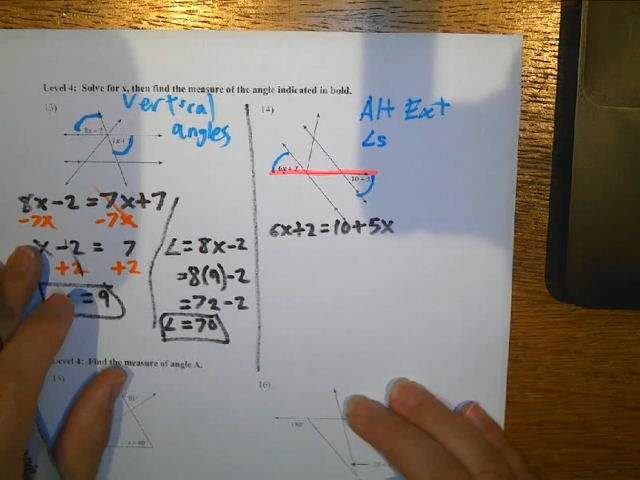 Level 4: Solve for x, then find the measure of the angle indicated in bold.
Vertical
angles
8x-2=7x+7
-7x -7x
-2 = 7
+2 +2
= 9
∠=8x-2
=8(9)-2
=72-2
∠=70
14)
Alt Ext
∠s
6x+2=10+5x
Level 4: Find the measure of angle A.
16)